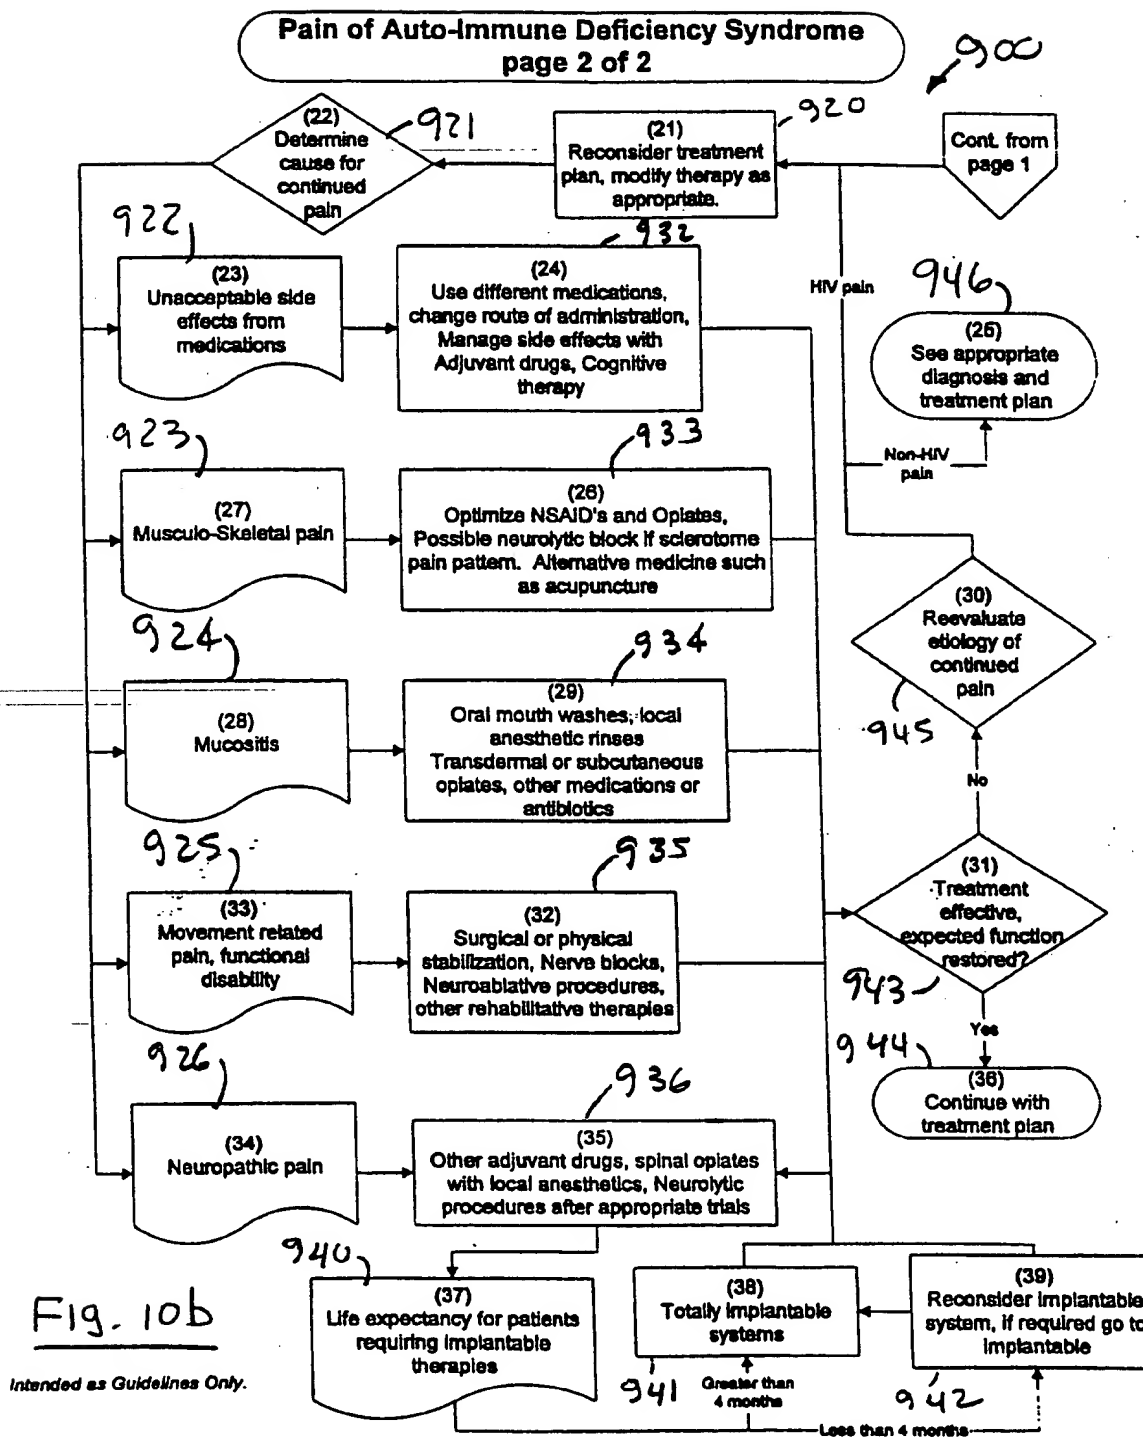 Pain of Auto-Immune Deficiency Syndrome
page 2 of 2
900
(22)
Determine
cause for
continued
pain
921
(21)
Reconsider treatment
plan, modify therapy as
appropriate.
920
Cont. from
page 1
922
(23)
Unacceptable side
effects from
medications
932
(24)
Use different medications,
change route of administration,
Manage side effects with
Adjuvant drugs, Cognitive
therapy
HIV pain
946
(25)
See appropriate
diagnosis and
treatment plan
Non-HIV
pain
923
(27)
Musculo-Skeletal pain
933
(26)
Optimize NSAID's and Opiates,
Possible neurolytic block if sclerotome
pain pattern. Alternative medicine such
as acupuncture
(30)
Reevaluate
etiology of
continued
pain
945
924
(28)
Mucositis
934
(29)
Oral mouth washes, local
anesthetic rinses
Transdermal or subcutaneous
opiates, other medications or
antibiotics
No
925
(33)
Movement related
pain, functional
disability
935
(32)
Surgical or physical
stabilization, Nerve blocks,
Neuroablative procedures,
other rehabilitative therapies
(31)
Treatment
effective,
expected function
restored?
943
Yes
944
(36)
Continue with
treatment plan
926
(34)
Neuropathic pain
936
(35)
Other adjuvant drugs, spinal opiates
with local anesthetics, Neurolytic
procedures after appropriate trials
940
(37)
Life expectancy for patients
requiring implantable
therapies
(38)
Totally implantable
systems
941
(39)
Reconsider implantable
system, if required go to
implantable
942
Greater than
4 months
Less than 4 months
Fig. 10b
Intended as Guidelines Only.